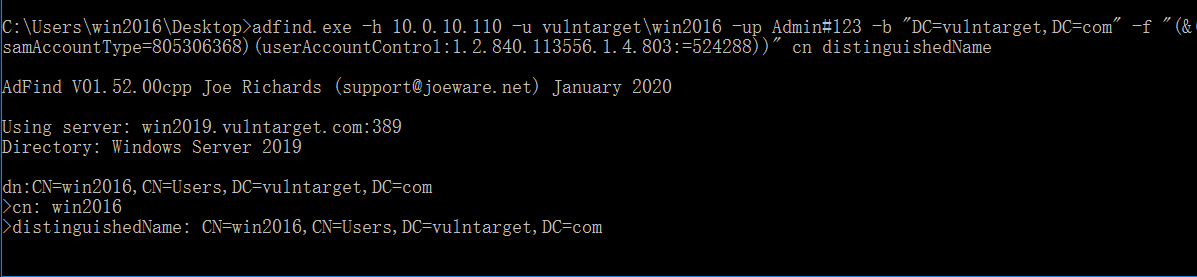 C:\Users\win2016\Desktop>adfind.exe -h 10.0.10.110 -u vulntarget\win2016 -up Admin#123 -b "DC=vulntarget,DC=com" -f "(&(
samAccountType=805306368)(userAccountControl:1.2.840.113556.1.4.803:=524288))" cn distinguishedName
AdFind V01.52.00cpp Joe Richards (support@joeware.net) January 2020
Using server: win2019.vulntarget.com:389
Directory: Windows Server 2019
dn:CN=win2016,CN=Users,DC=vulntarget,DC=com
>cn: win2016
>distinguishedName: CN=win2016,CN=Users,DC=vulntarget,DC=com